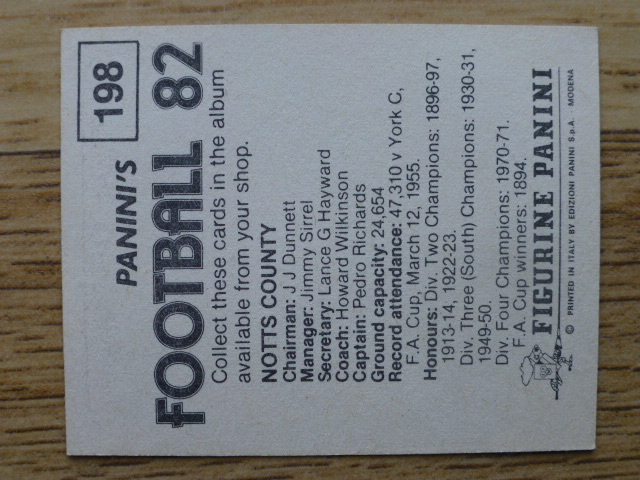 PANINI'S
198
FOOTBALL 82
Collect these cards in the album
available from your shop.
NOTTS COUNTY
Chairman: J J Dunnett
Manager: Jimmy Sirrel
Secretary: Lance G Hayward
Coach: Howard Wilkinson
Captain: Pedro Richards
Ground capacity: 24,654
Record attendance: 47,310 v York C,
F.A. Cup, March 12, 1955.
Honours: Div. Two Champions: 1896-97,
1913-14, 1922-23.
Div. Three (South) Champions: 1930-31,
1949-50.
Div. Four Champions: 1970-71.
F.A. Cup winners: 1894.
FIGURINE PANINI
© PRINTED IN ITALY BY EDIZIONI PANINI S.p.A. MODENA